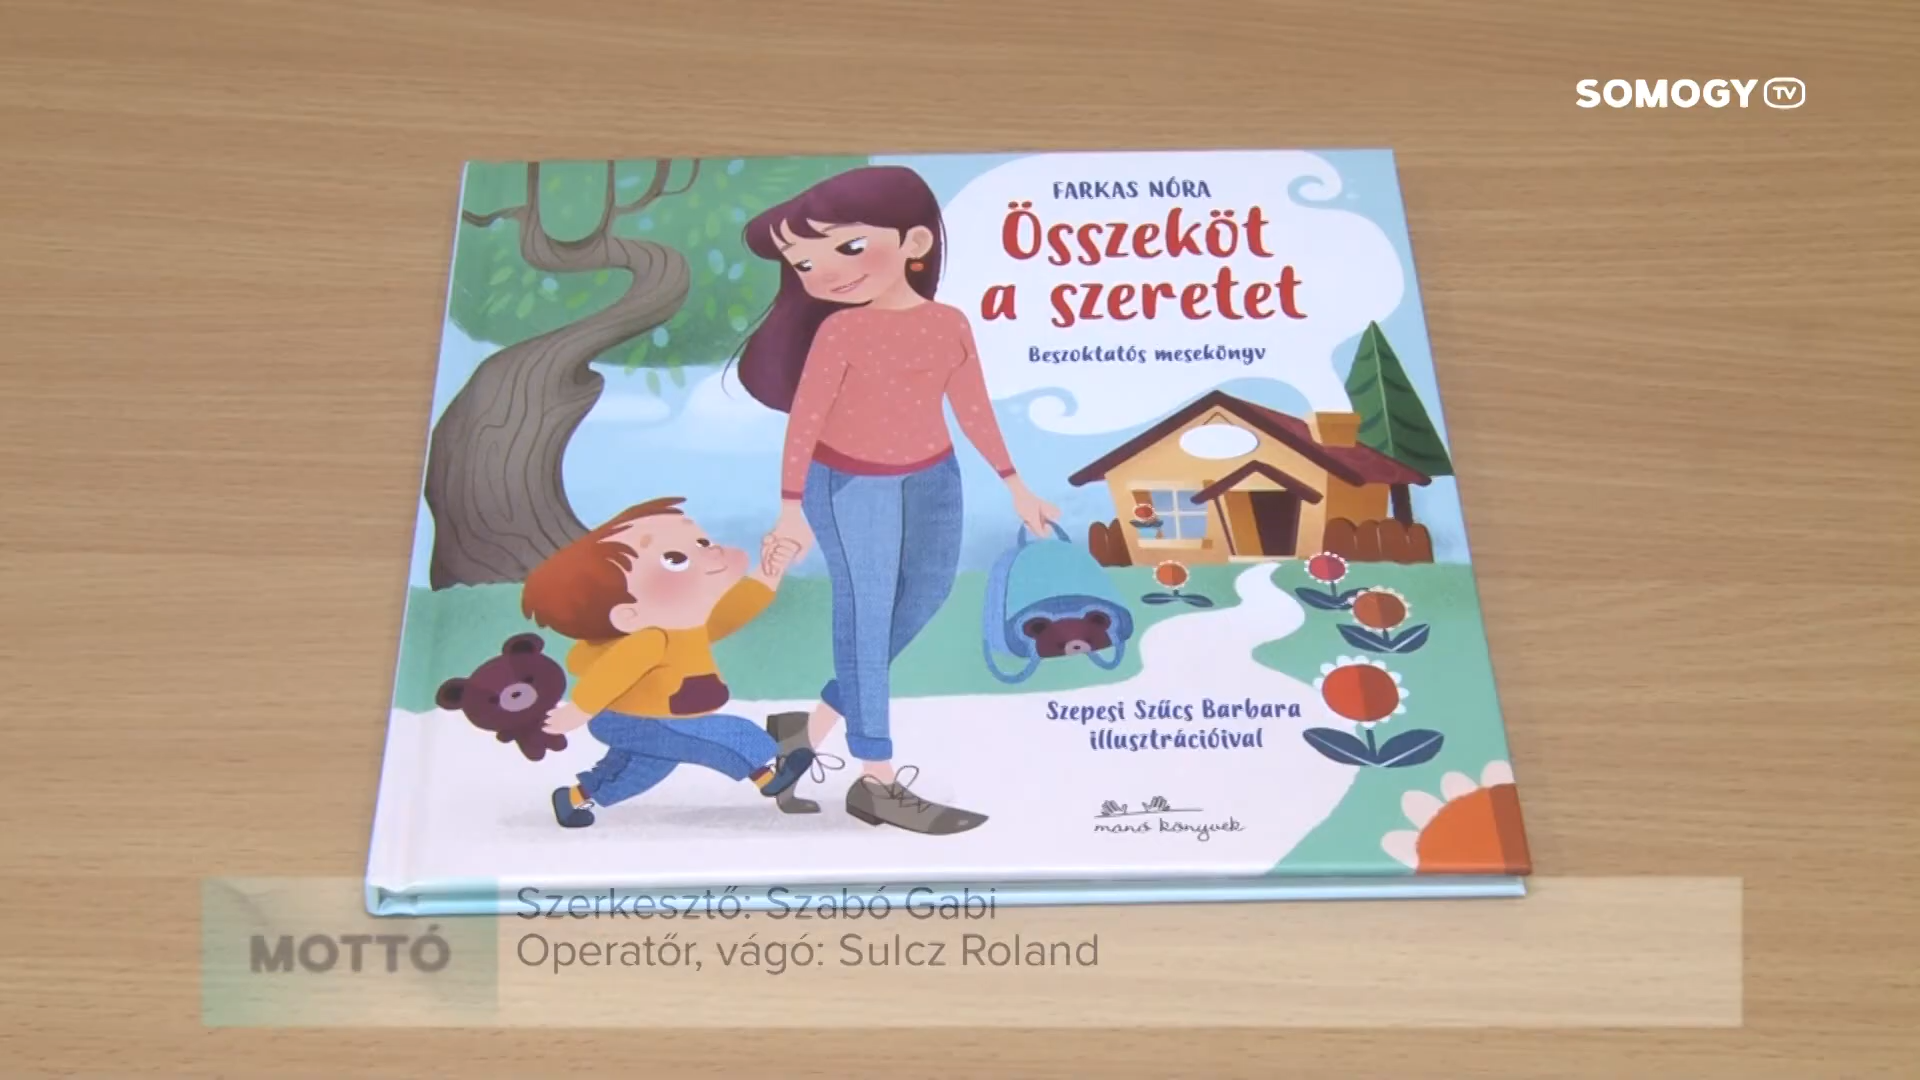 SOMOGY TV
FARKAS NÓRA
Összeköt
a szeretet
Beszoktatós mesekönyv
Szepesi Szűcs Barbara
illusztrációival
manó könyvek
MOTTÓ
Szerkesztő: Szabó Gabi
Operatőr, vágó: Sulcz Roland